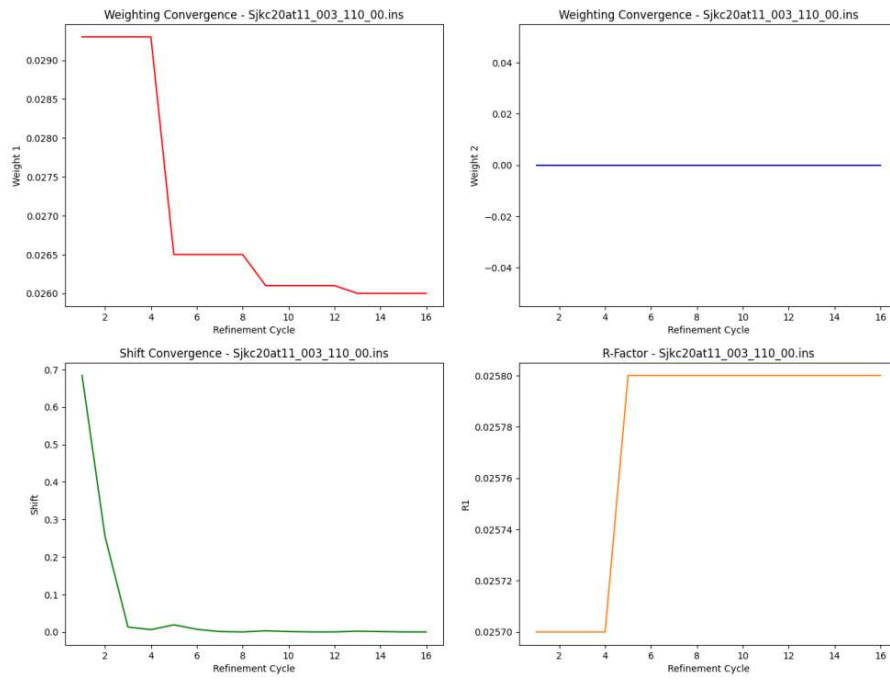 Weighting Convergence - Sjkc20at11_003_110_00.ins
0.0290
0.0285
0.0280
0.0275
0.0270
0.0265
0.0260
Weight 1
2 4 6 8 10 12 14 16
Refinement Cycle
Weighting Convergence - Sjkc20at11_003_110_00.ins
0.04
0.02
0.00
−0.02
−0.04
Weight 2
2 4 6 8 10 12 14 16
Refinement Cycle
Shift Convergence - Sjkc20at11_003_110_00.ins
0.7
0.6
0.5
0.4
0.3
0.2
0.1
0.0
Shift
2 4 6 8 10 12 14 16
Refinement Cycle
R-Factor - Sjkc20at11_003_110_00.ins
0.02580
0.02578
0.02576
0.02574
0.02572
0.02570
R1
2 4 6 8 10 12 14 16
Refinement Cycle